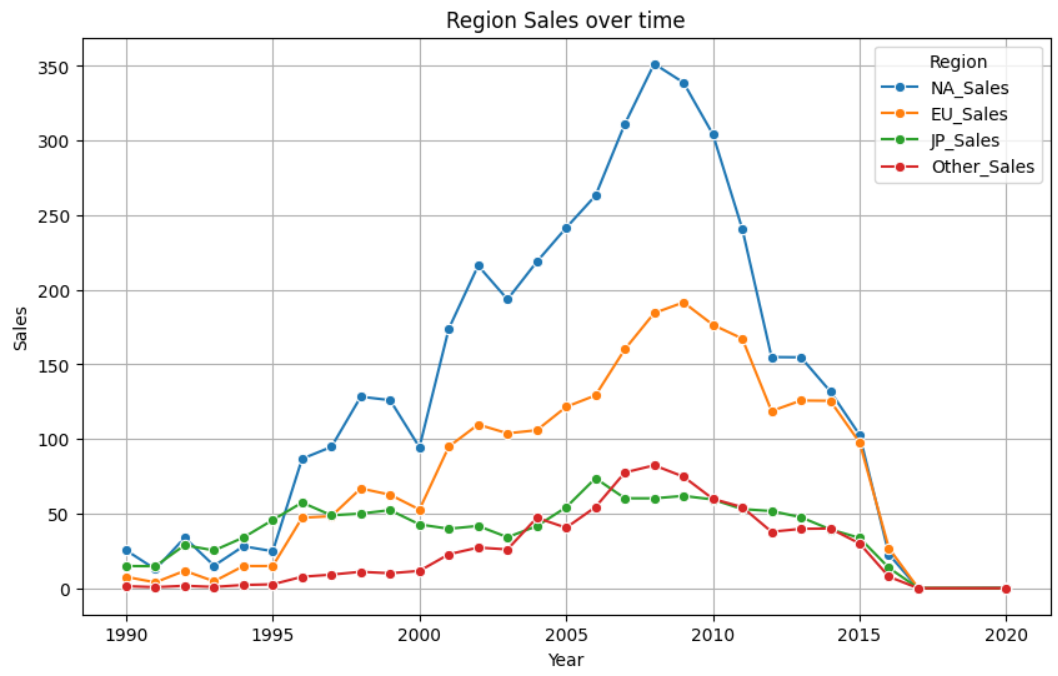 Region Sales over time
Region
NA_Sales
EU_Sales
JP_Sales
Other_Sales
350
300
250
200
150
100
50
0
Sales
1990 1995 2000 2005 2010 2015 2020
Year